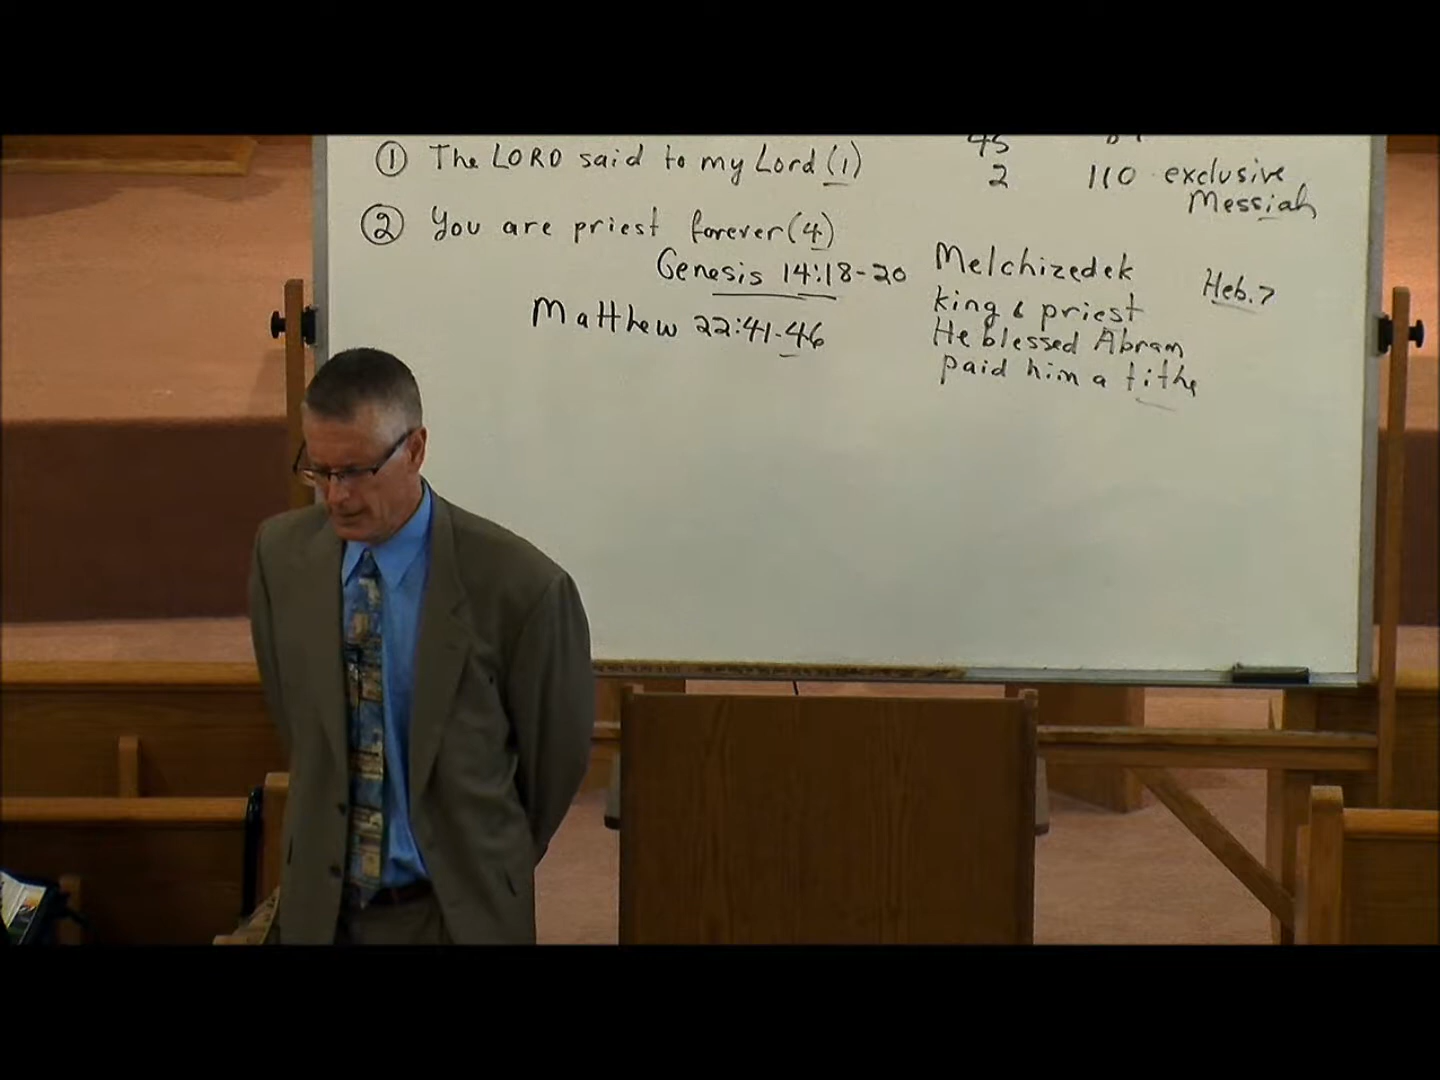 ① The LORD said to my Lord (1)
② You are priest forever (4)
Genesis 14:18-20
Matthew 22:41-46
45
2 110 exclusive
Messiah
Melchizedek
king & priest
He blessed Abram
paid him a tithe
Heb. 7